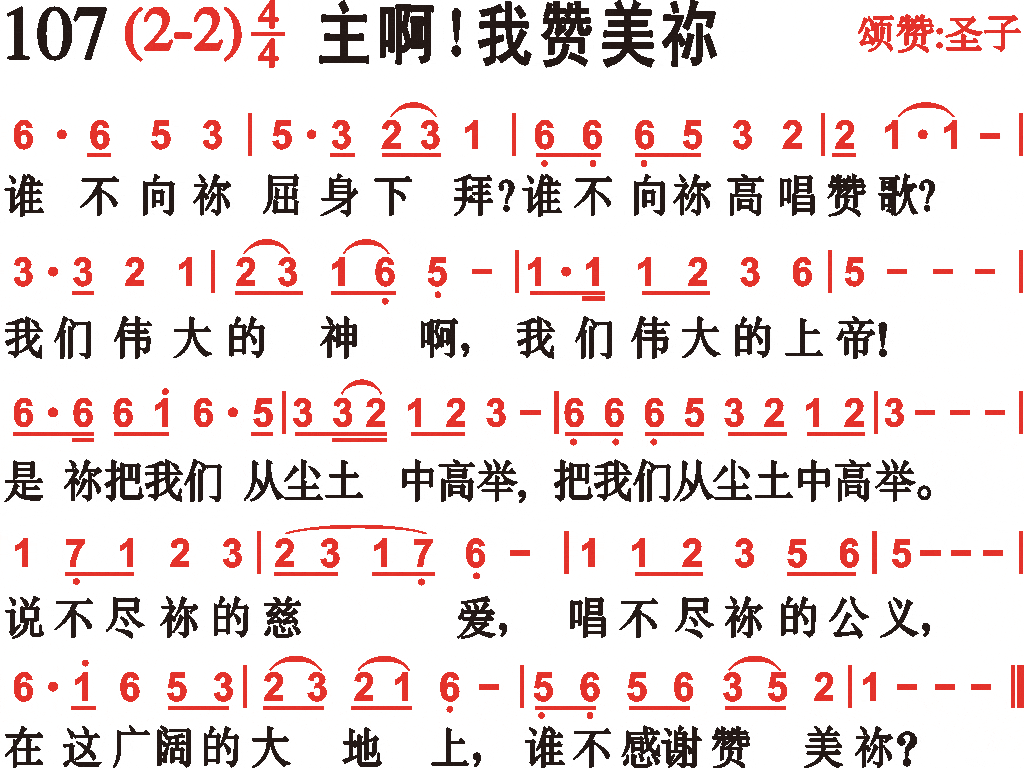 107 (2-2) 4/4 主啊!我赞美祢 颂赞:圣子
6 · 6 5 3 | 5 · 3 2 3 1 | 6 6 6 5 3 2 | 2 1 · 1 - |
谁不向祢屈身下拜?谁不向祢高唱赞歌?
3 · 3 2 1 | 2 3 1 6 5 - | 1 · 1 1 2 3 6 | 5 - - - |
我们伟大的神啊,我们伟大的上帝!
6 · 6 6 1 6 · 5 | 3 3 2 1 2 3 - | 6 6 6 5 3 2 1 2 | 3 - - - |
是祢把我们从尘土中高举,把我们从尘土中高举。
1 7 1 2 3 | 2 3 1 7 6 - | 1 1 2 3 5 6 | 5 - - - |
说不尽祢的慈爱,唱不尽祢的公义,
6 · 1 6 5 3 | 2 3 2 1 6 - | 5 6 5 6 3 5 2 | 1 - - - ‖
在这广阔的大地上,谁不感谢赞美祢?